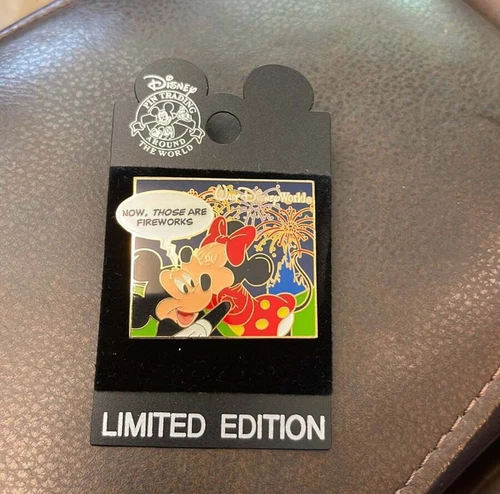 Disney
PIN TRADING
AROUND
THE WORLD
Walt Disney World
NOW, THOSE ARE
FIREWORKS
LIMITED EDITION